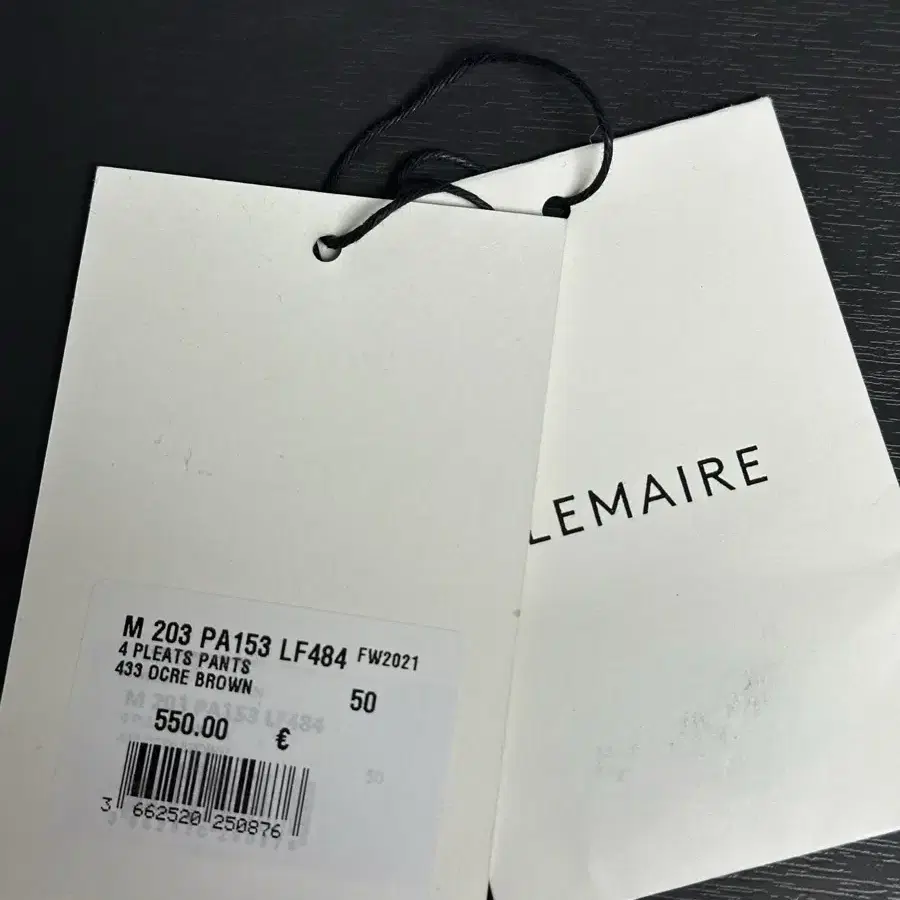 LEMAIRE
M 203 PA153 LF484 FW2021
4 PLEATS PANTS
433 OCRE BROWN
50
550.00 €
3 662520 250876